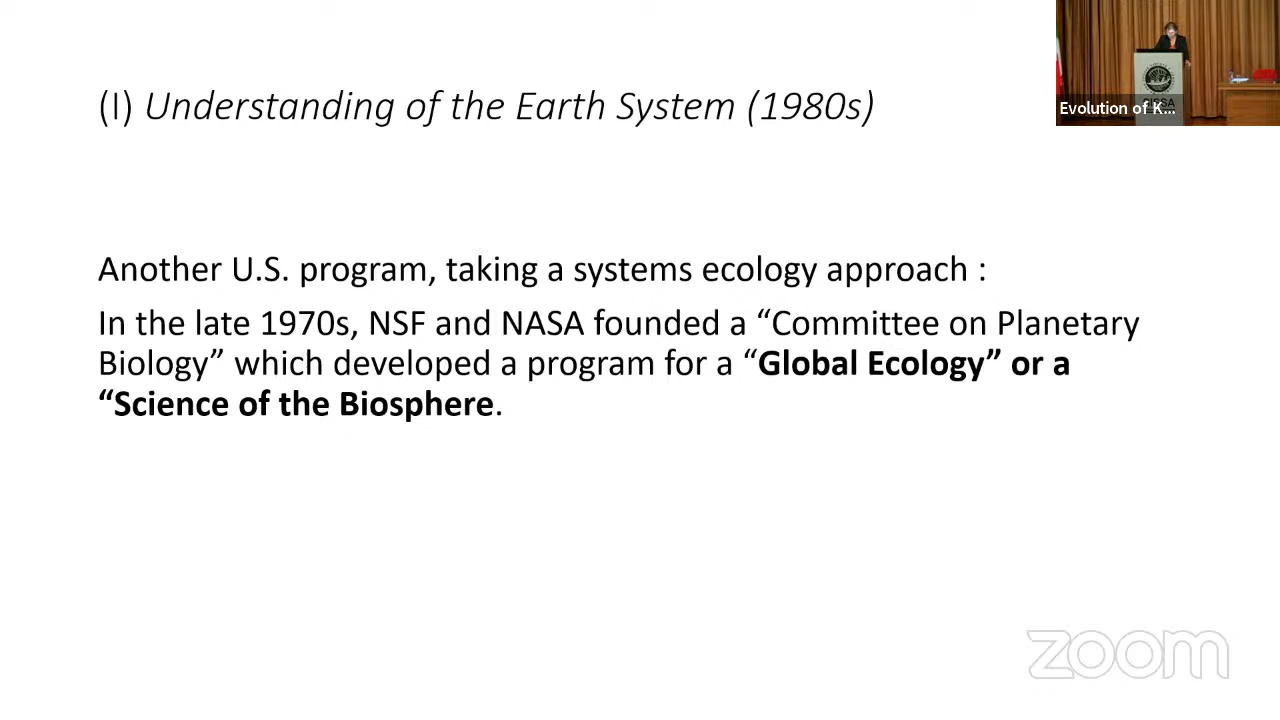 (I) Understanding of the Earth System (1980s)
Evolution of K...
Another U.S. program, taking a systems ecology approach :
In the late 1970s, NSF and NASA founded a “Committee on Planetary
Biology” which developed a program for a “Global Ecology” or a
“Science of the Biosphere.
zoom